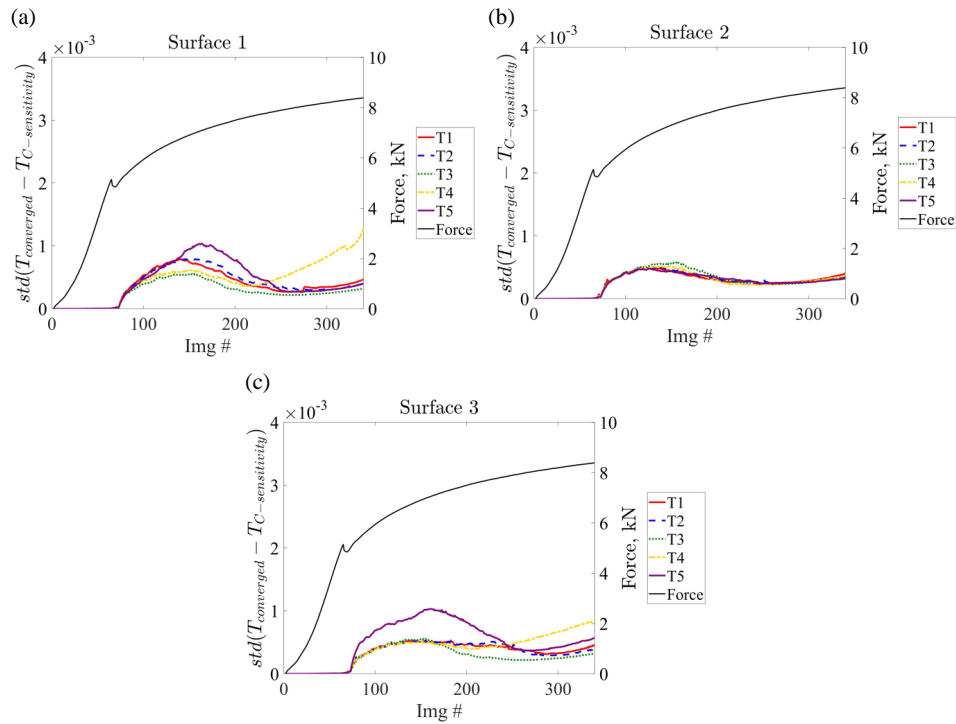 (a)
Surface 1
×10⁻³
std(T_converged − T_C−sensitivity)
4
3
2
1
0
0 100 200 300
Img #
10
8
6
4
2
0
Force, kN
T1
T2
T3
T4
T5
Force
(b)
Surface 2
×10⁻³
std(T_converged − T_C−sensitivity)
4
3
2
1
0
0 100 200 300
Img #
10
8
6
4
2
0
Force, kN
T1
T2
T3
T4
T5
Force
(c)
Surface 3
×10⁻³
std(T_converged − T_C−sensitivity)
4
3
2
1
0
0 100 200 300
Img #
10
8
6
4
2
0
Force, kN
T1
T2
T3
T4
T5
Force